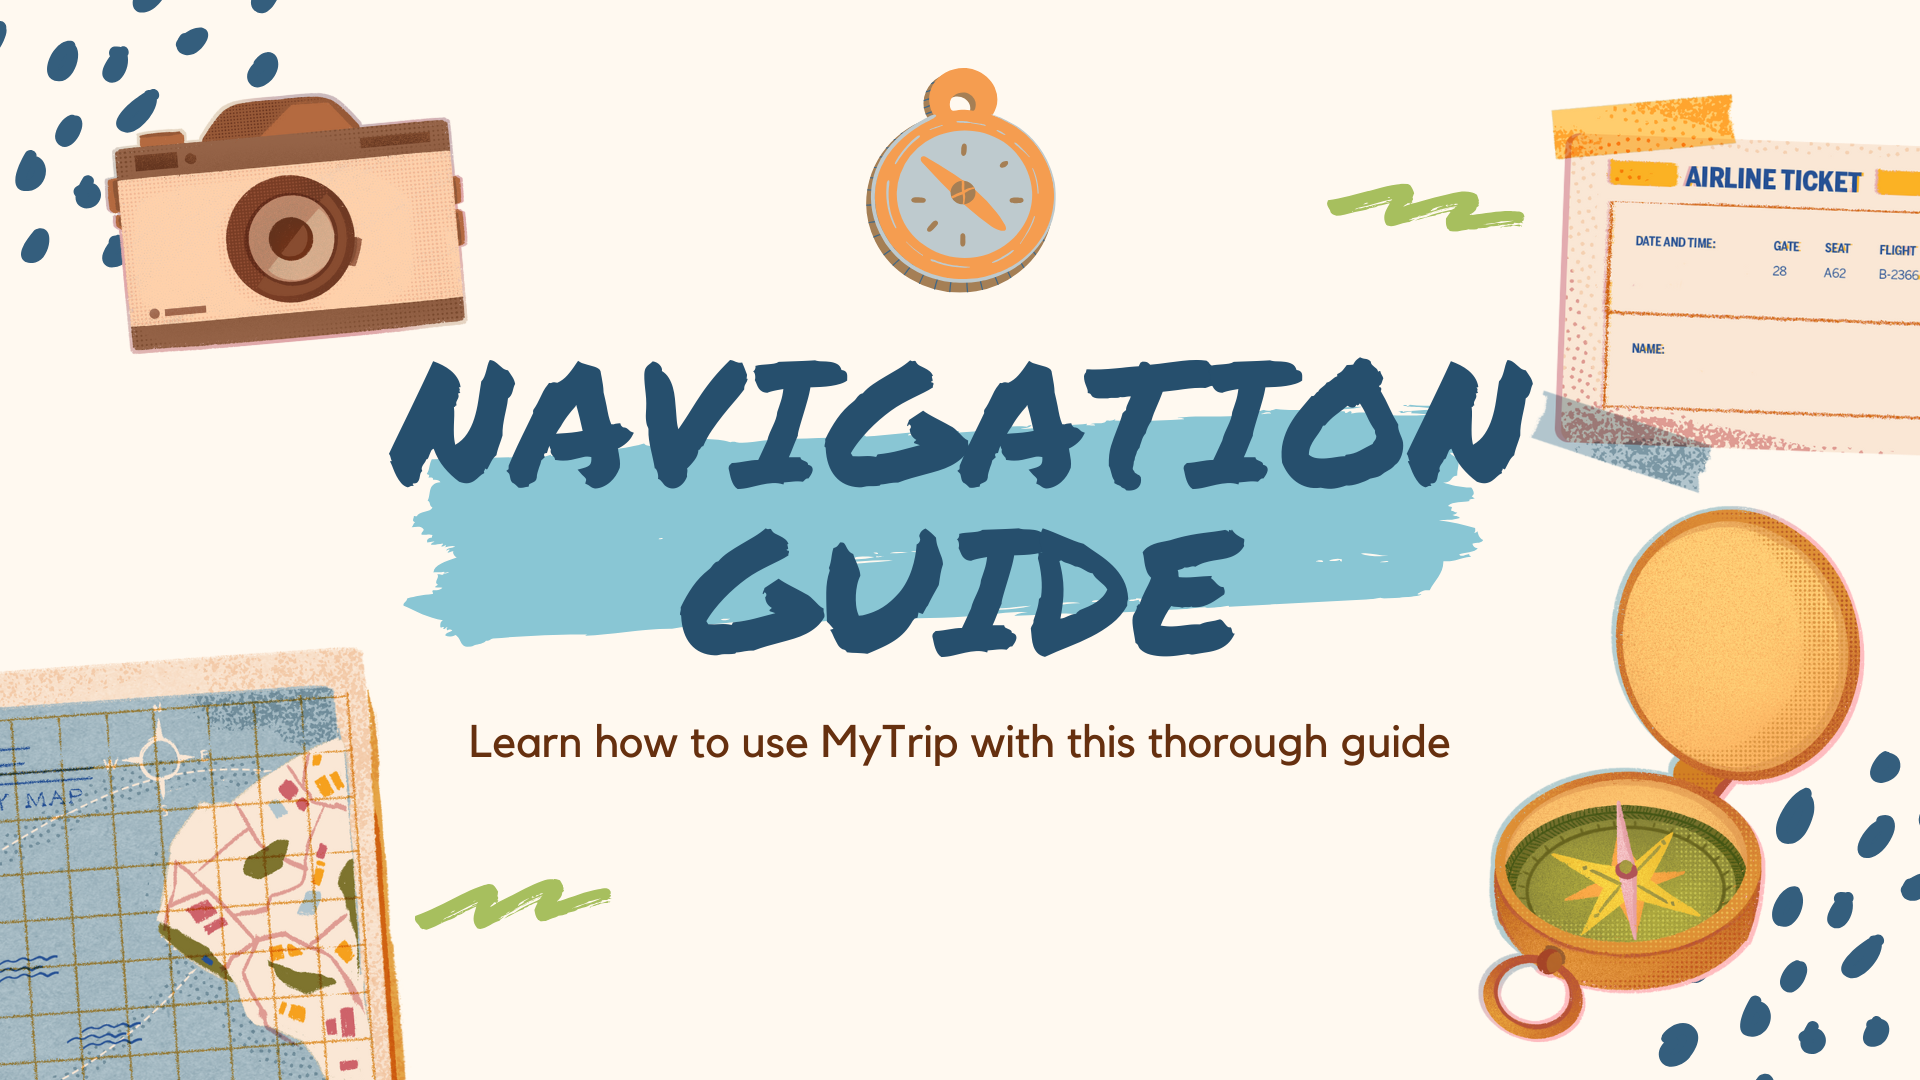 AIRLINE TICKET
DATE AND TIME: GATE SEAT FLIGHT
28 A62 B-2366
NAME:
NAVIGATION
GUIDE
Learn how to use MyTrip with this thorough guide
N
W E
S
Y MAP